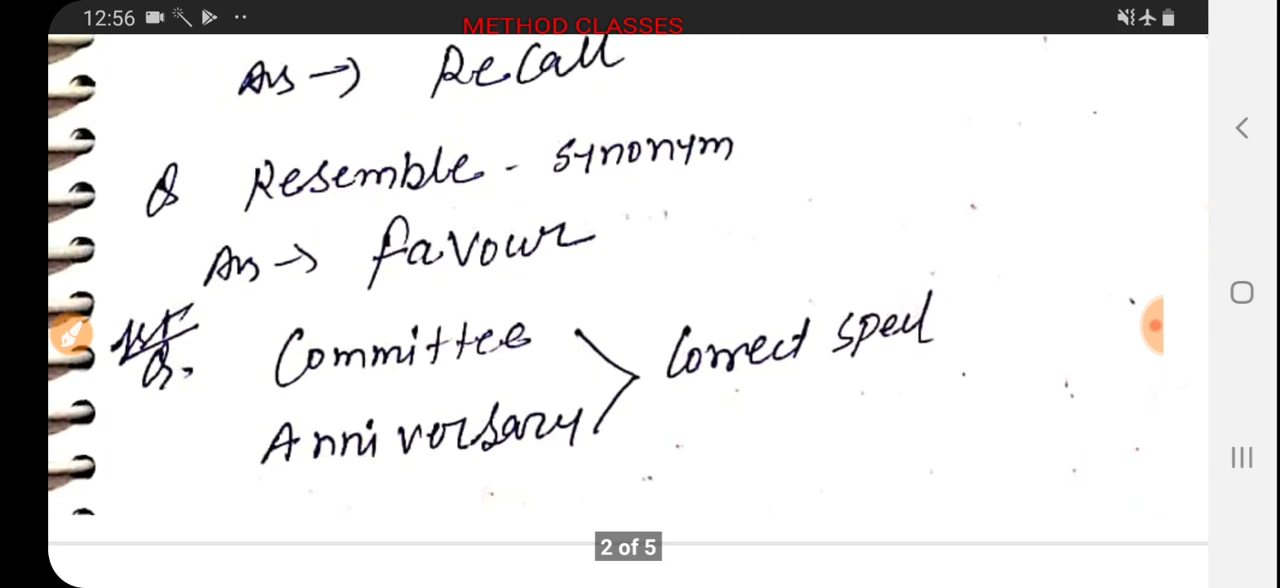 12:56
METHOD CLASSES
Ans → Recall
Q Resemble - synonym
Ans → favour
Q. Committee
Anniversary
Correct spell
2 of 5